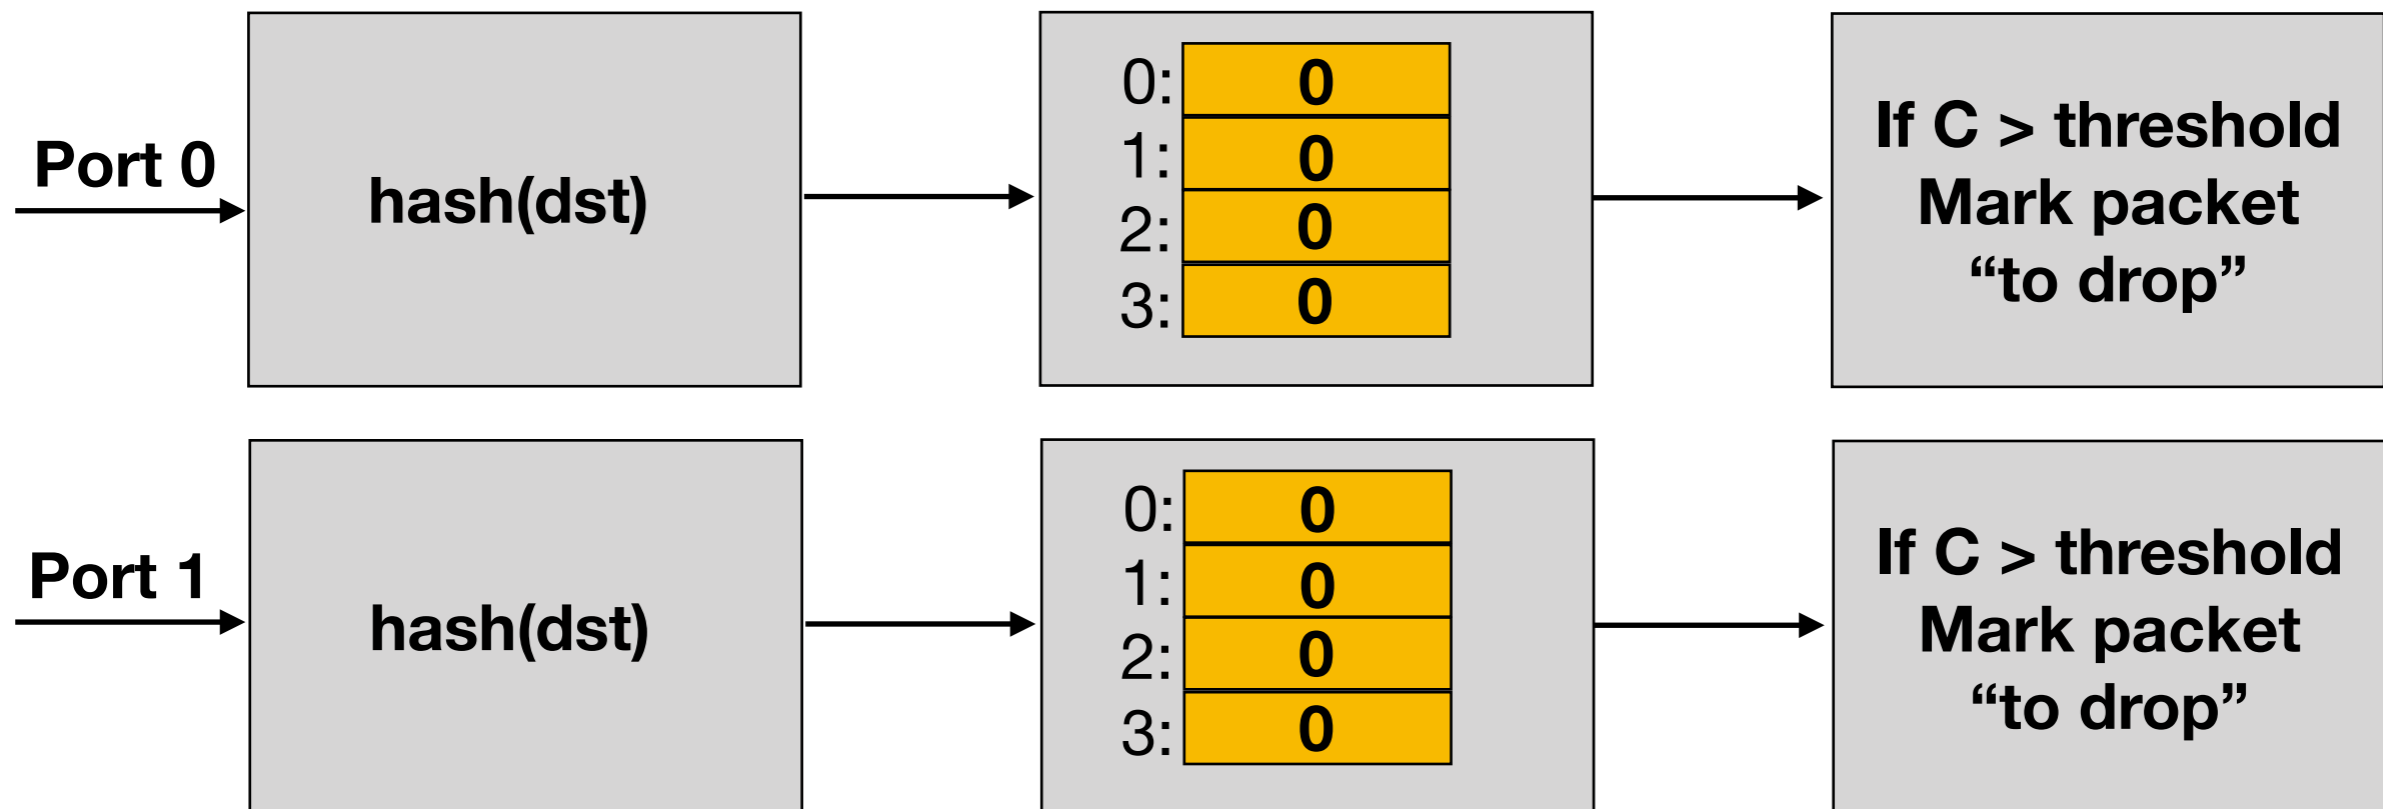 Port 0
hash(dst)
0: 0
1: 0
2: 0
3: 0
If C > threshold
Mark packet
“to drop”
Port 1
hash(dst)
0: 0
1: 0
2: 0
3: 0
If C > threshold
Mark packet
“to drop”